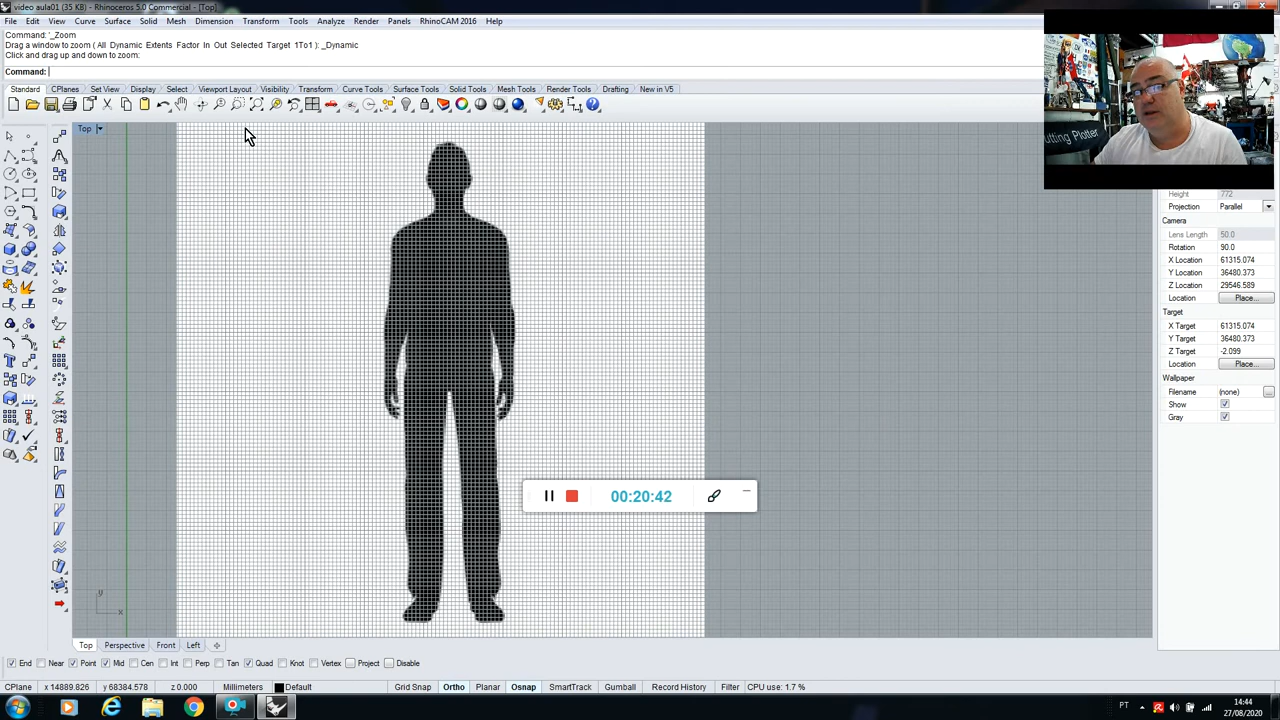 video aula01 (35 KB) - Rhinoceros 5.0 Commercial - [Top]
File Edit View Curve Surface Solid Mesh Dimension Transform Tools Analyze Render Panels RhinoCAM 2016 Help
Command: '_Zoom
Drag a window to zoom ( All Dynamic Extents Factor In Out Selected Target 1To1 ): _Dynamic
Click and drag up and down to zoom:
Command:
Standard CPlanes Set View Display Select Viewport Layout Visibility Transform Curve Tools Surface Tools Solid Tools Mesh Tools Render Tools Drafting New in V5
Top
utting Plotter
Height 772
Projection Parallel
Camera
Lens Length 50.0
Rotation 90.0
X Location 61315.074
Y Location 36480.373
Z Location 29546.589
Location Place...
Target
X Target 61315.074
Y Target 36480.373
Z Target -2.099
Location Place...
Wallpaper
Filename (none) ...
Show
Gray
00:20:42
y
x
Top Perspective Front Left
End Near Point Mid Cen Int Perp Tan Quad Knot Vertex Project Disable
CPlane x 14889.826 y 68384.578 z 0.000 Millimeters Default Grid Snap Ortho Planar Osnap SmartTrack Gumball Record History Filter CPU use: 1.7 %
PT 14:44
27/08/2020